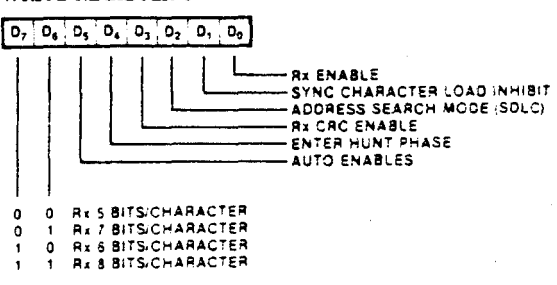 D7 D6 D5 D4 D3 D2 D1 D0
Rx ENABLE
SYNC CHARACTER LOAD INHIBIT
ADDRESS SEARCH MODE (SDLC)
Rx CRC ENABLE
ENTER HUNT PHASE
AUTO ENABLES
0 0 Rx 5 BITS/CHARACTER
0 1 Rx 7 BITS/CHARACTER
1 0 Rx 6 BITS/CHARACTER
1 1 Rx 8 BITS/CHARACTER